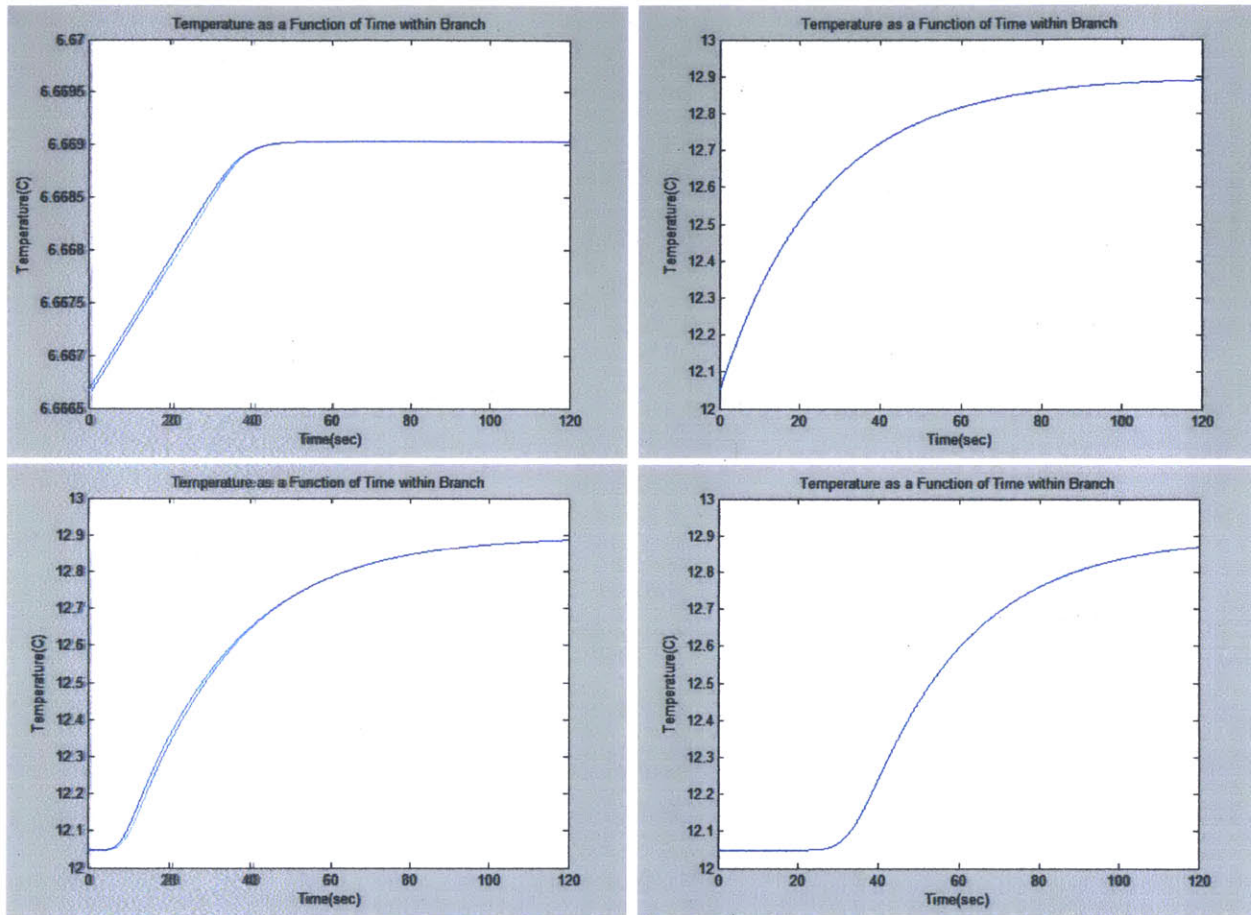 Temperature as a Function of Time within Branch
6.67
6.6695
6.669
6.6685
6.668
6.6675
6.667
6.6665
Temperature(C)
0 20 40 60 80 100 120
Time(sec)
Temperature as a Function of Time within Branch
13
12.9
12.8
12.7
12.6
12.5
12.4
12.3
12.2
12.1
12
Temperature(C)
0 20 40 60 80 100 120
Time(sec)
Temperature as a Function of Time within Branch
13
12.9
12.8
12.7
12.6
12.5
12.4
12.3
12.2
12.1
12
Temperature(C)
0 20 40 60 80 100 120
Time(sec)
Temperature as a Function of Time within Branch
13
12.9
12.8
12.7
12.6
12.5
12.4
12.3
12.2
12.1
12
Temperature(C)
0 20 40 60 80 100 120
Time(sec)